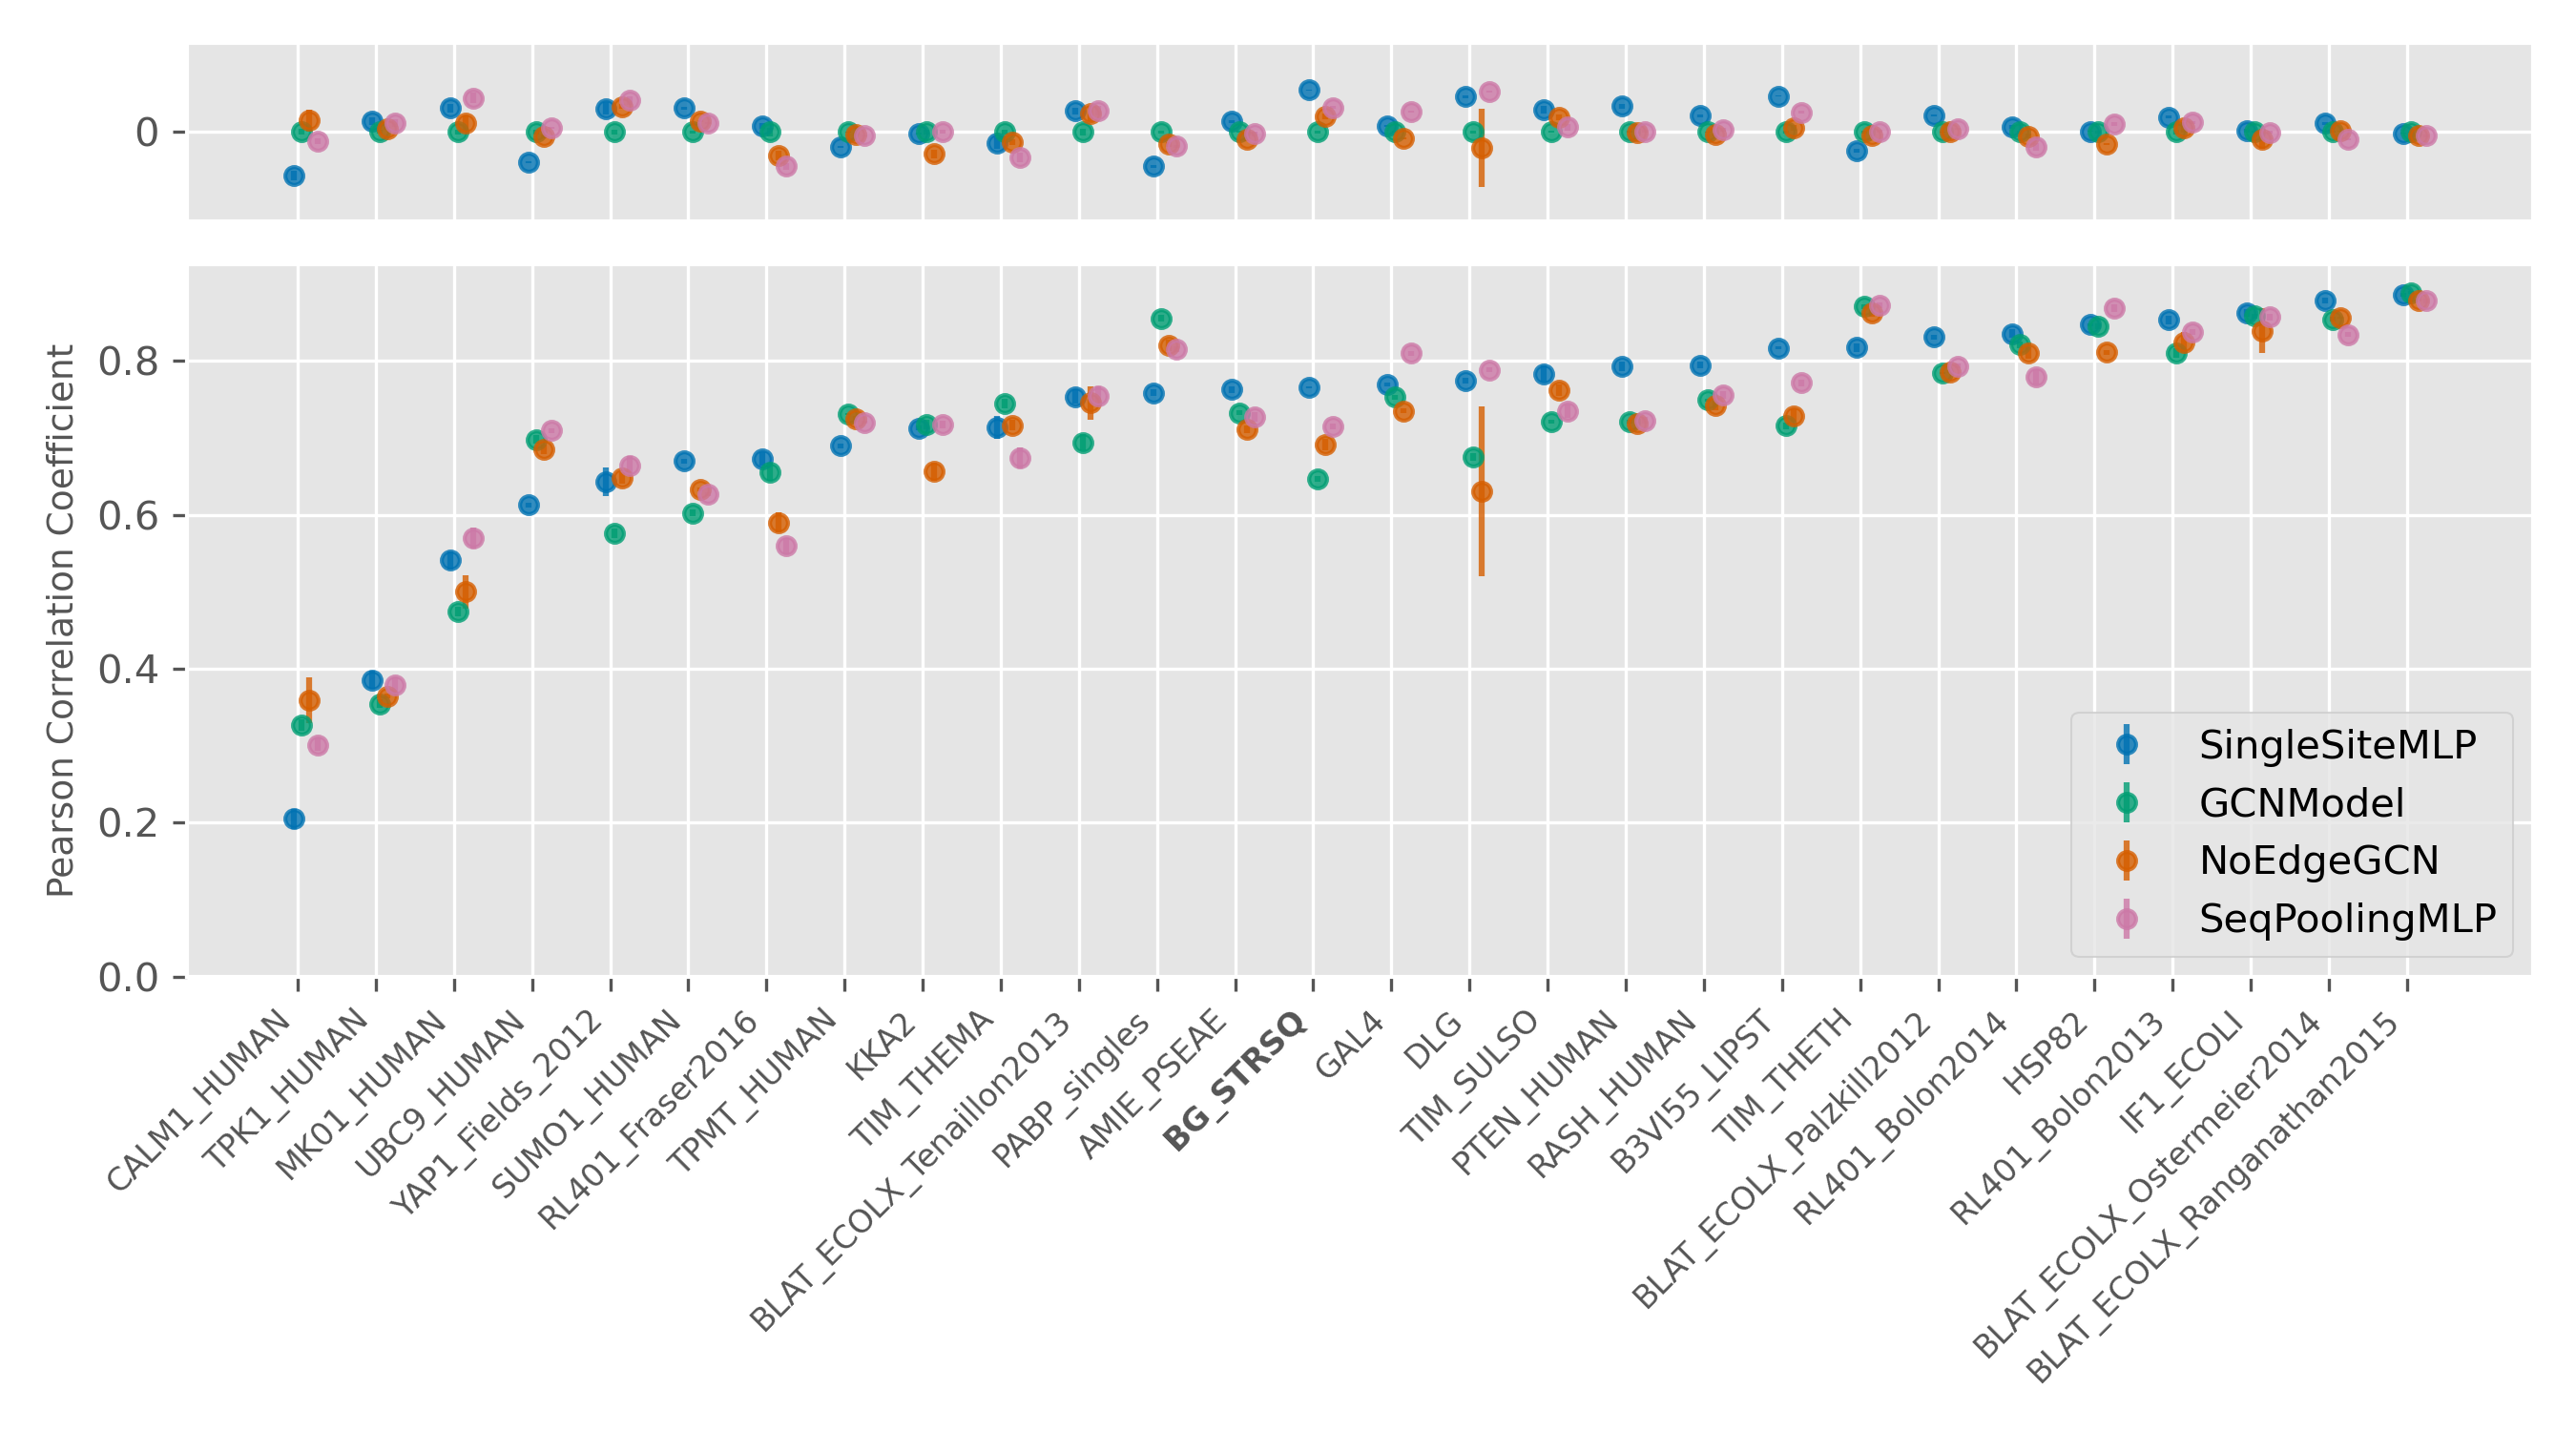 0
Pearson Correlation Coefficient
0.8
0.6
0.4
0.2
0.0
SingleSiteMLP
GCNModel
NoEdgeGCN
SeqPoolingMLP
CALM1_HUMAN
TPK1_HUMAN
MK01_HUMAN
UBC9_HUMAN
YAP1_Fields_2012
SUMO1_HUMAN
RL401_Fraser2016
TPMT_HUMAN
KKA2
TIM_THEMA
BLAT_ECOLX_Tenaillon2013
PABP_singles
AMIE_PSEAE
BG_STRSQ
GAL4
DLG
TIM_SULSO
PTEN_HUMAN
RASH_HUMAN
B3VI55_LIPST
TIM_THETH
BLAT_ECOLX_Palzkill2012
RL401_Bolon2014
HSP82
RL401_Bolon2013
IF1_ECOLI
BLAT_ECOLX_Ostermeier2014
BLAT_ECOLX_Ranganathan2015